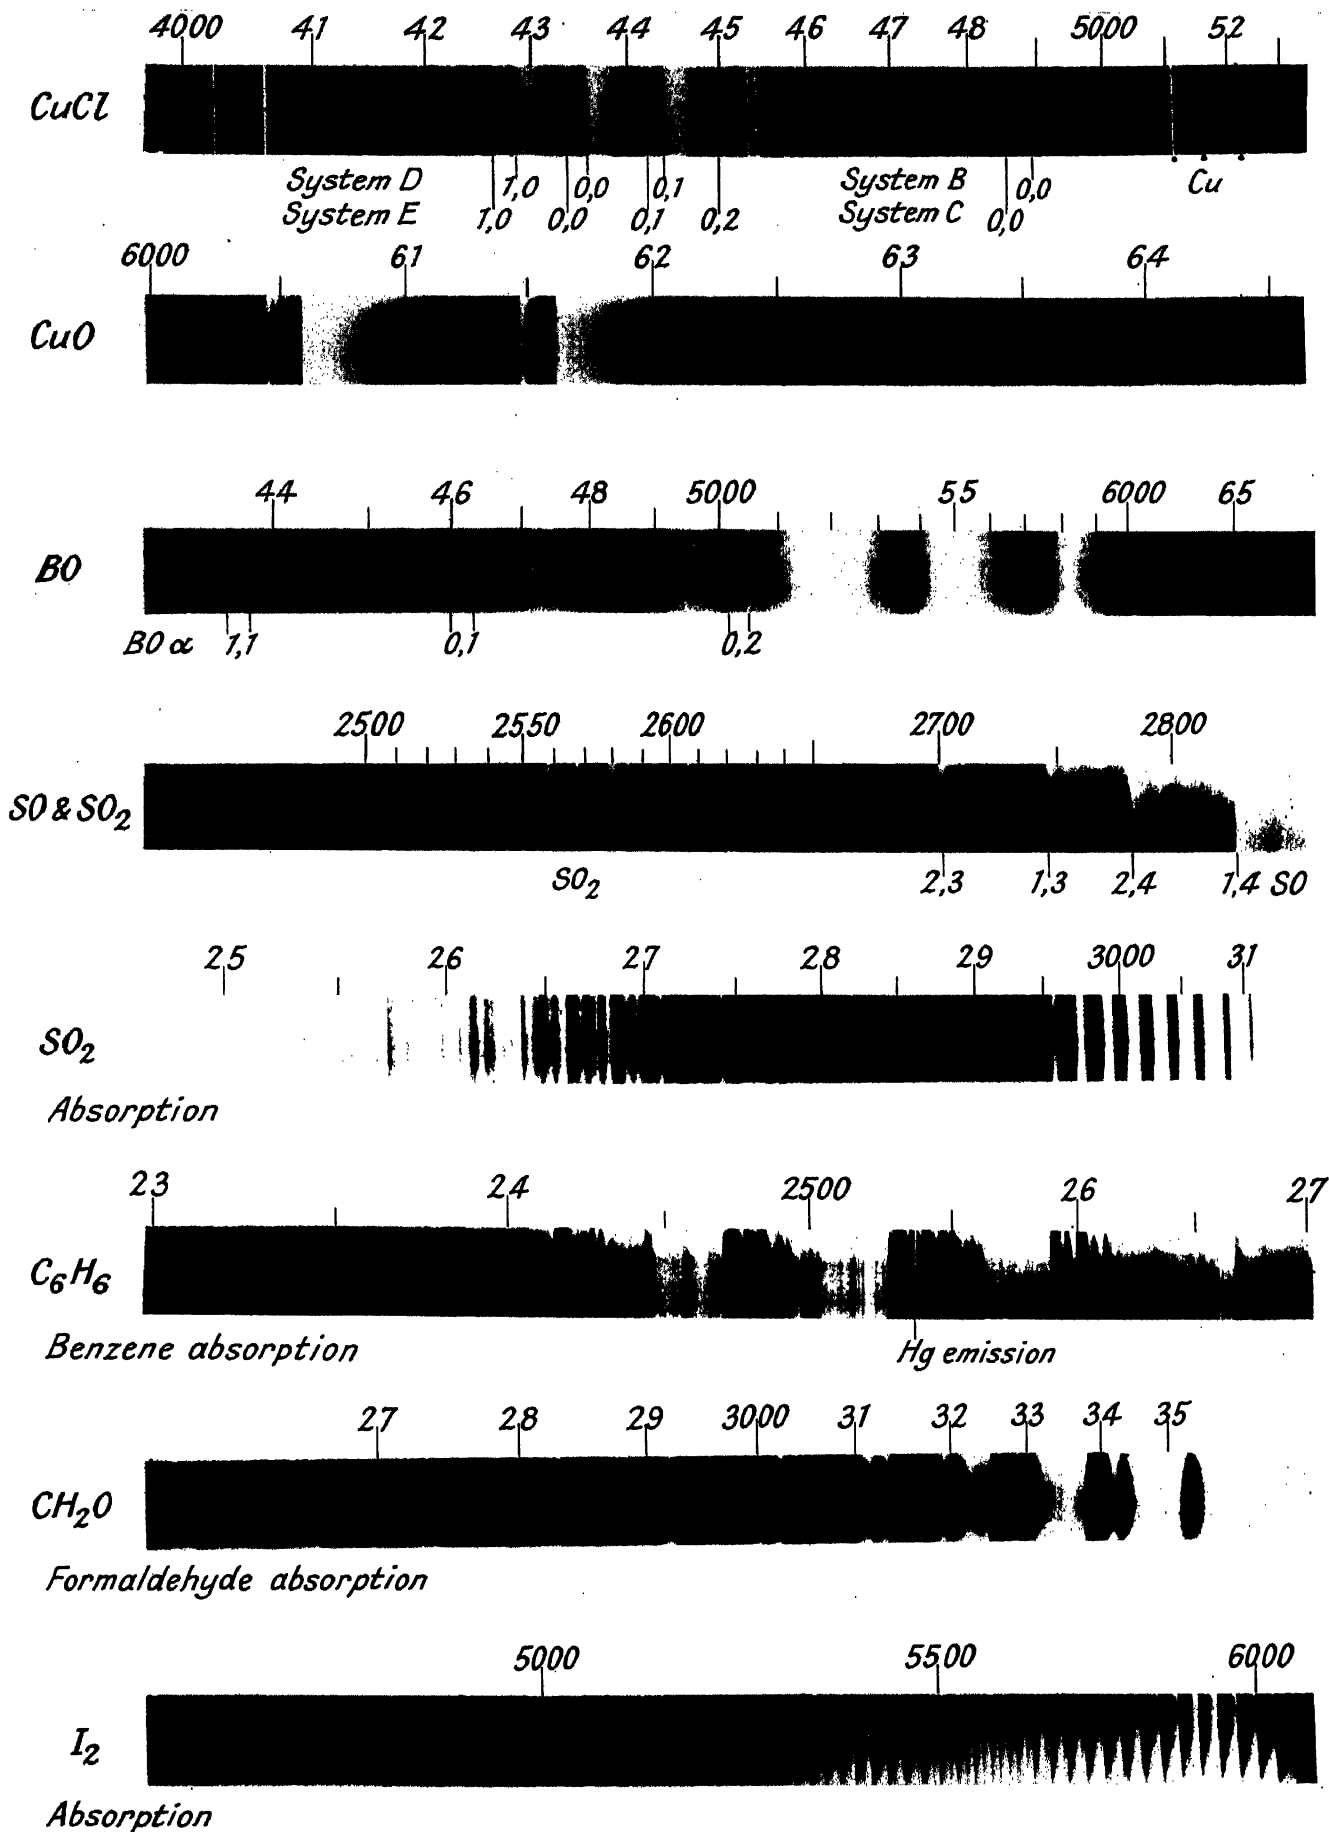 4000 41 42 43 44 45 46 47 48 5000 52
CuCl
System D 1,0 0,0 0,1 System B 0,0 Cu
System E 1,0 0,0 0,1 0,2 System C 0,0
6000 61 62 63 64
CuO
44 46 48 5000 55 6000 65
BO
BO α 1,1 0,1 0,2
2500 2550 2600 2700 2800
SO & SO₂
SO₂ 2,3 1,3 2,4 1,4 SO
25 26 27 28 29 3000 31
SO₂
Absorption
23 24 2500 26 27
C₆H₆
Benzene absorption Hg emission
27 28 29 3000 31 32 33 34 35
CH₂O
Formaldehyde absorption
5000 5500 6000
I₂
Absorption